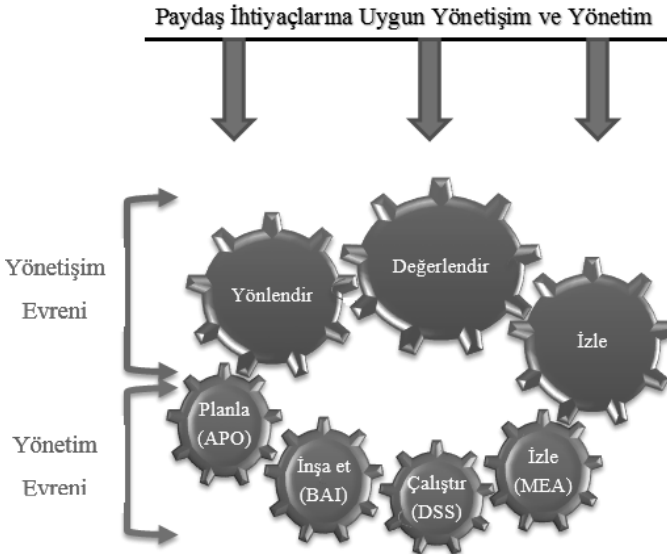 Paydaş İhtiyaçlarına Uygun Yönetişim ve Yönetim
Yönetişim
Evreni
Yönlendir
Değerlendir
İzle
Yönetim
Evreni
Planla
(APO)
İnşa et
(BAI)
Çalıştır
(DSS)
İzle
(MEA)